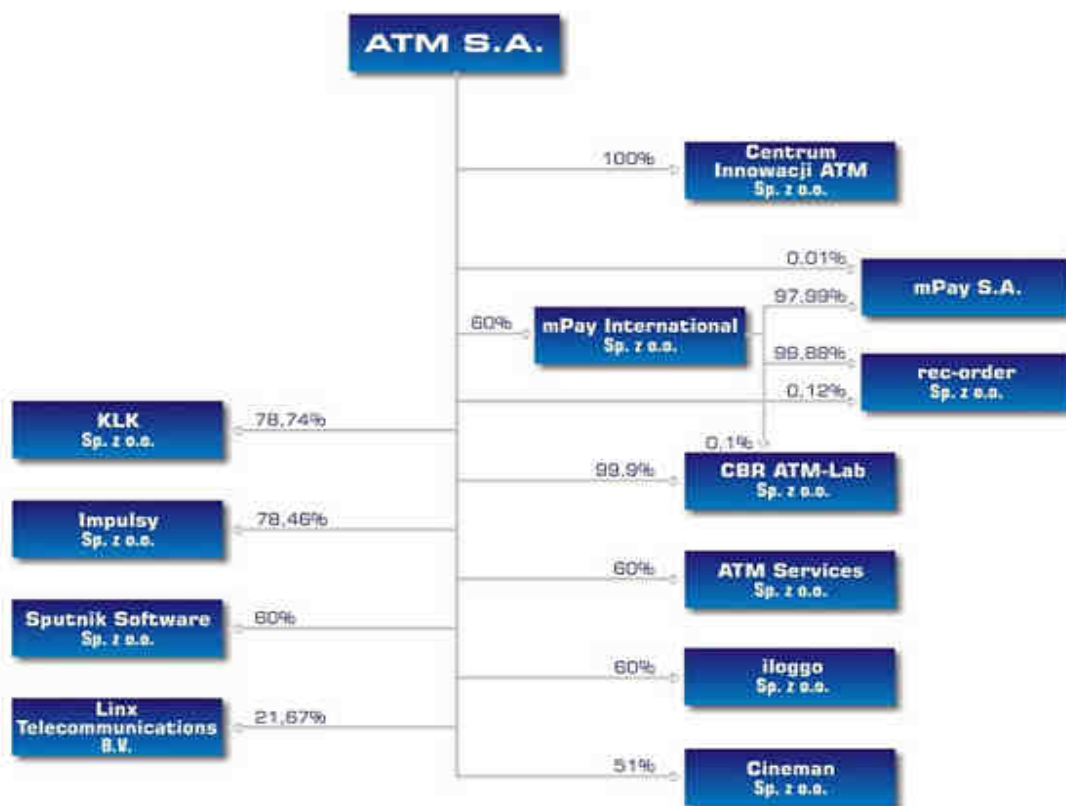 ATM S.A.
100%
Centrum
Innowacji ATM
Sp. z o.o.
0,01%
mPay S.A.
97,99%
60%
mPay International
Sp. z o.o.
99,88%
rec-order
Sp. z o.o.
0,12%
KLK
Sp. z o.o.
78,74%
0,1%
99,9%
CBR ATM-Lab
Sp. z o.o.
Impulsy
Sp. z o.o.
78,46%
60%
ATM Services
Sp. z o.o.
Sputnik Software
Sp. z o.o.
60%
60%
iloggo
Sp. z o.o.
Linx
Telecommunications
B.V.
21,67%
51%
Cineman
Sp. z o.o.